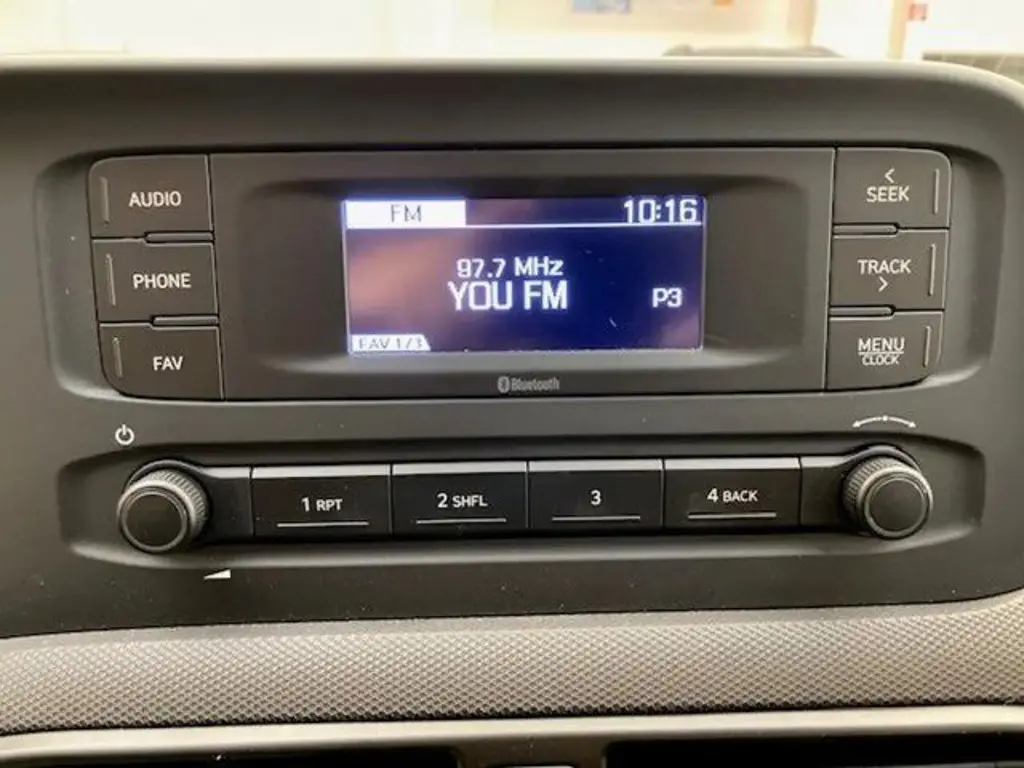 AUDIO
PHONE
FAV
FM
10:16
97.7 MHz
YOU FM
P3
FAV 1/3
Bluetooth
< SEEK
TRACK >
MENU
CLOCK
1 RPT
2 SHFL
3
4 BACK